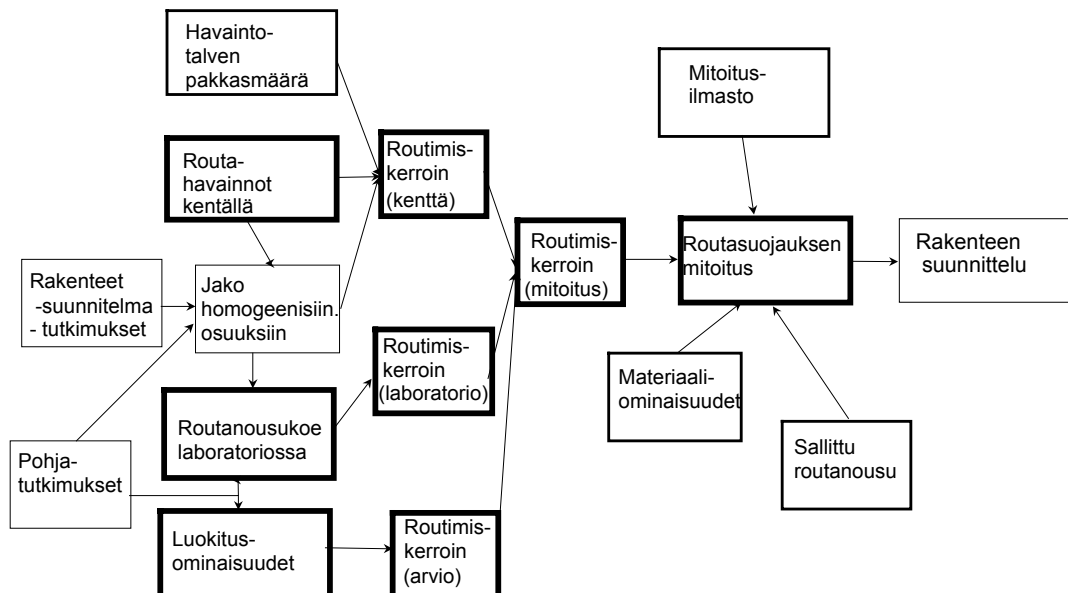 Havainto-
talven
pakkasmäärä
Mitoitus-
ilmasto
Routa-
havainnot
kentällä
Routimis-
kerroin
(kenttä)
Rakenteet
-suunnitelma
- tutkimukset
Jako
homogeenisiin.
osuuksiin
Routimis-
kerroin
(mitoitus)
Routasuojauksen
mitoitus
Rakenteen
suunnittelu
Routimis-
kerroin
(laboratorio)
Materiaali-
ominaisuudet
Routanousukoe
laboratoriossa
Sallittu
routanousu
Pohja-
tutkimukset
Luokitus-
ominaisuudet
Routimis-
kerroin
(arvio)